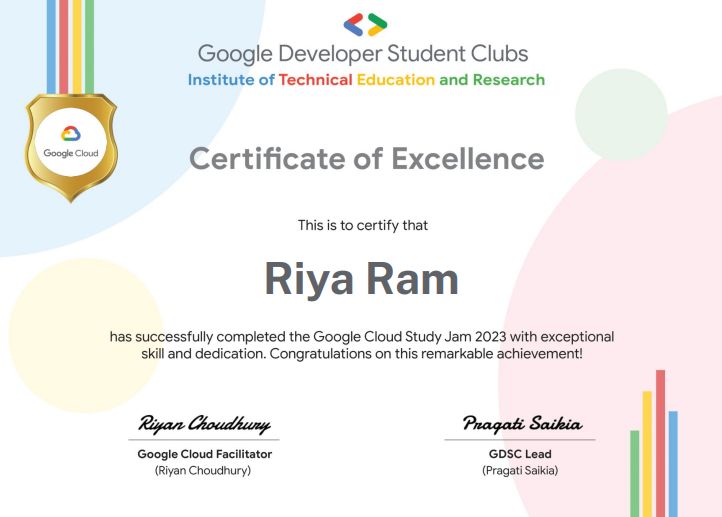 Google Developer Student Clubs
Institute of Technical Education and Research
Google Cloud
Certificate of Excellence
This is to certify that
Riya Ram
has successfully completed the Google Cloud Study Jam 2023 with exceptional
skill and dedication. Congratulations on this remarkable achievement!
Riyan Choudhury
Google Cloud Facilitator
(Riyan Choudhury)
Pragati Saikia
GDSC Lead
(Pragati Saikia)